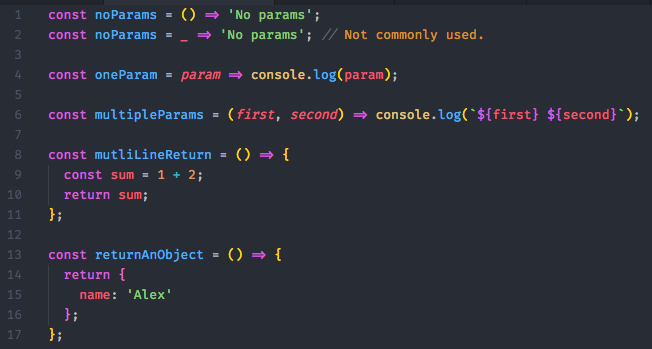 1 const noParams = () => 'No params';
2 const noParams = _ => 'No params'; // Not commonly used.
3
4 const oneParam = param => console.log(param);
5
6 const multipleParams = (first, second) => console.log(`${first} ${second}`);
7
8 const mutliLineReturn = () => {
9   const sum = 1 + 2;
10   return sum;
11 };
12
13 const returnAnObject = () => {
14   return {
15     name: 'Alex'
16   };
17 };